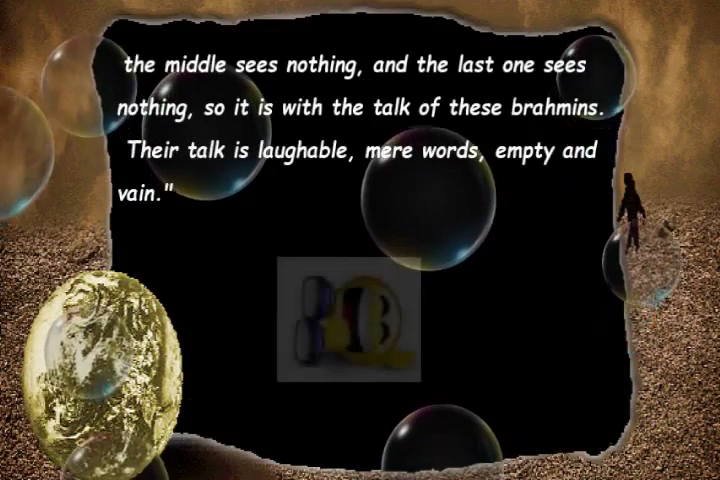 the middle sees nothing, and the last one sees
nothing, so it is with the talk of these brahmins.
Their talk is laughable, mere words, empty and
vain."